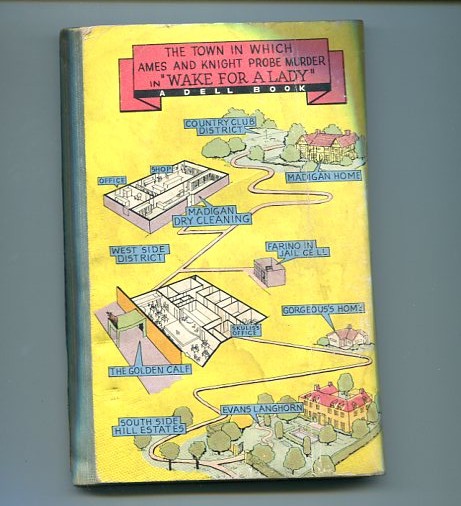 THE TOWN IN WHICH
AMES AND KNIGHT PROBE MURDER
IN "WAKE FOR A LADY"
A DELL BOOK
COUNTRY CLUB
DISTRICT
MADIGAN HOME
SHOP
OFFICE
MADIGAN
DRY CLEANING
WEST SIDE
DISTRICT
FARINO IN
JAIL CELL
GORGEOUS'S HOME
SKULL'S
OFFICE
THE GOLDEN CALF
EVANS LANGHORN
SOUTH SIDE
HILL ESTATES